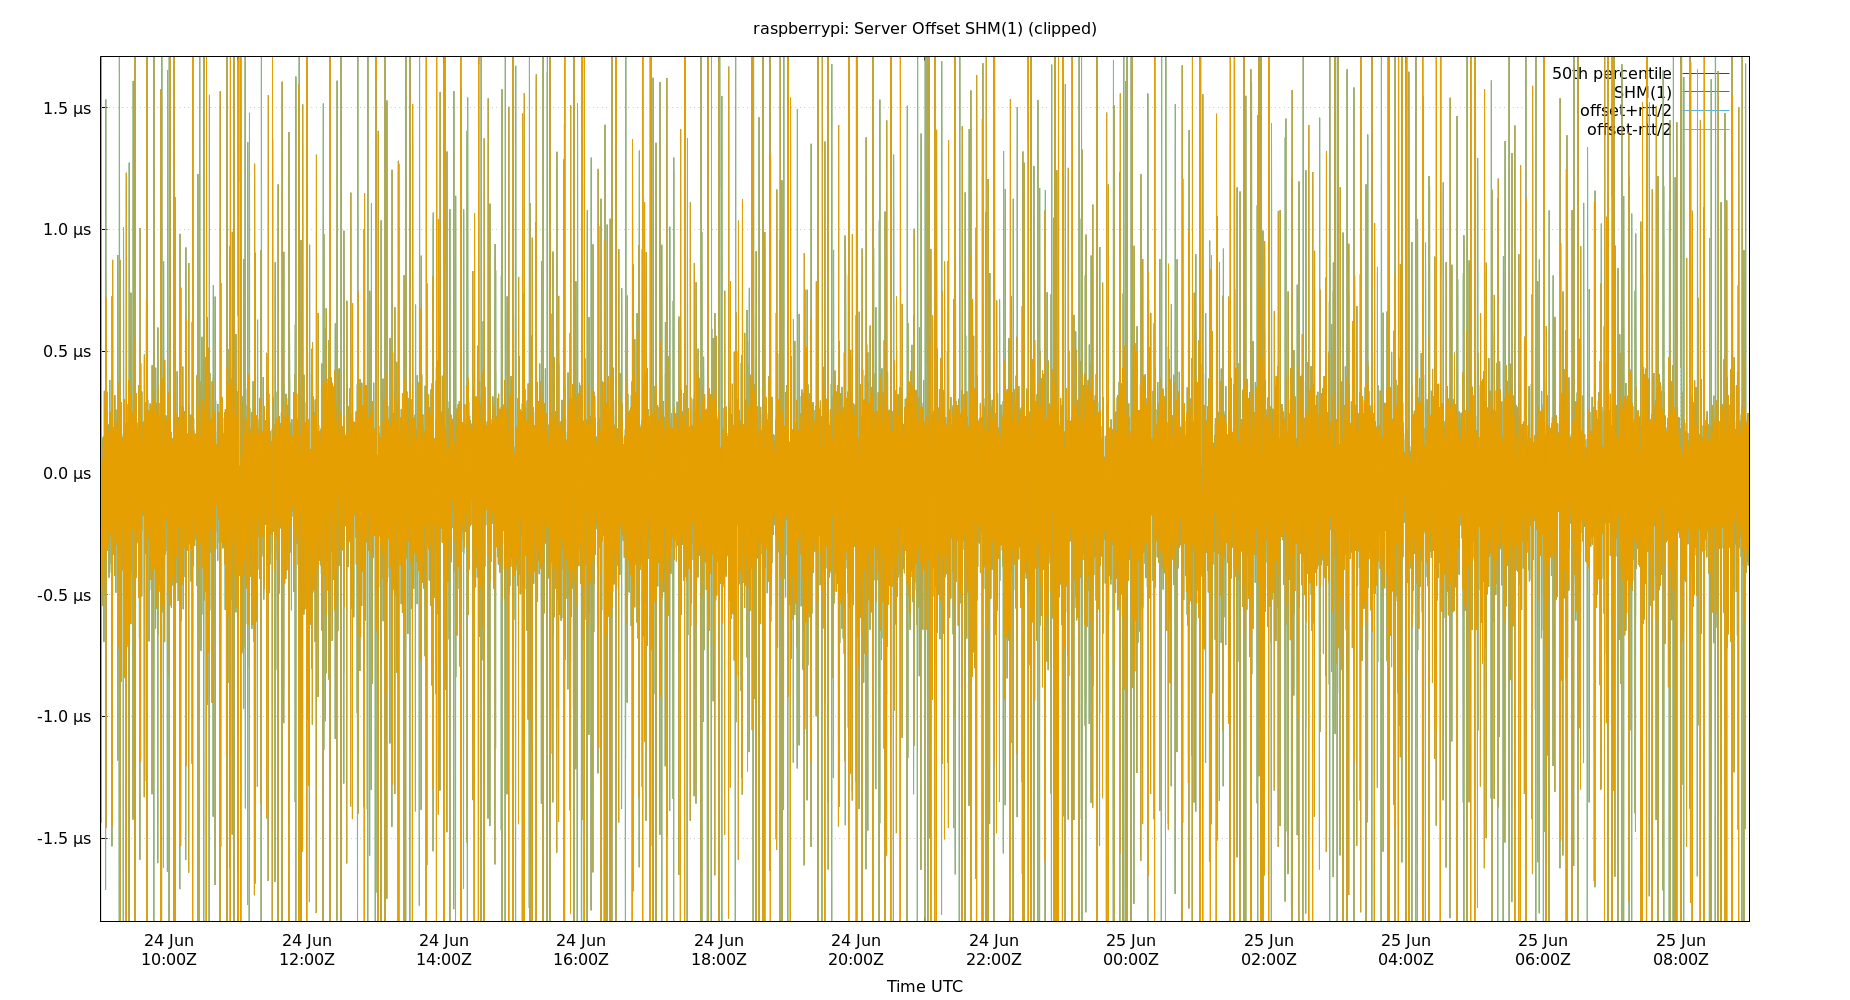 raspberrypi: Server Offset SHM(1) (clipped)
50th percentile
SHM(1)
offset+rtt/2
offset-rtt/2
1.5 µs
1.0 µs
0.5 µs
0.0 µs
-0.5 µs
-1.0 µs
-1.5 µs
24 Jun 24 Jun 24 Jun 24 Jun 24 Jun 24 Jun 24 Jun 25 Jun 25 Jun 25 Jun 25 Jun 25 Jun
10:00Z 12:00Z 14:00Z 16:00Z 18:00Z 20:00Z 22:00Z 00:00Z 02:00Z 04:00Z 06:00Z 08:00Z
Time UTC